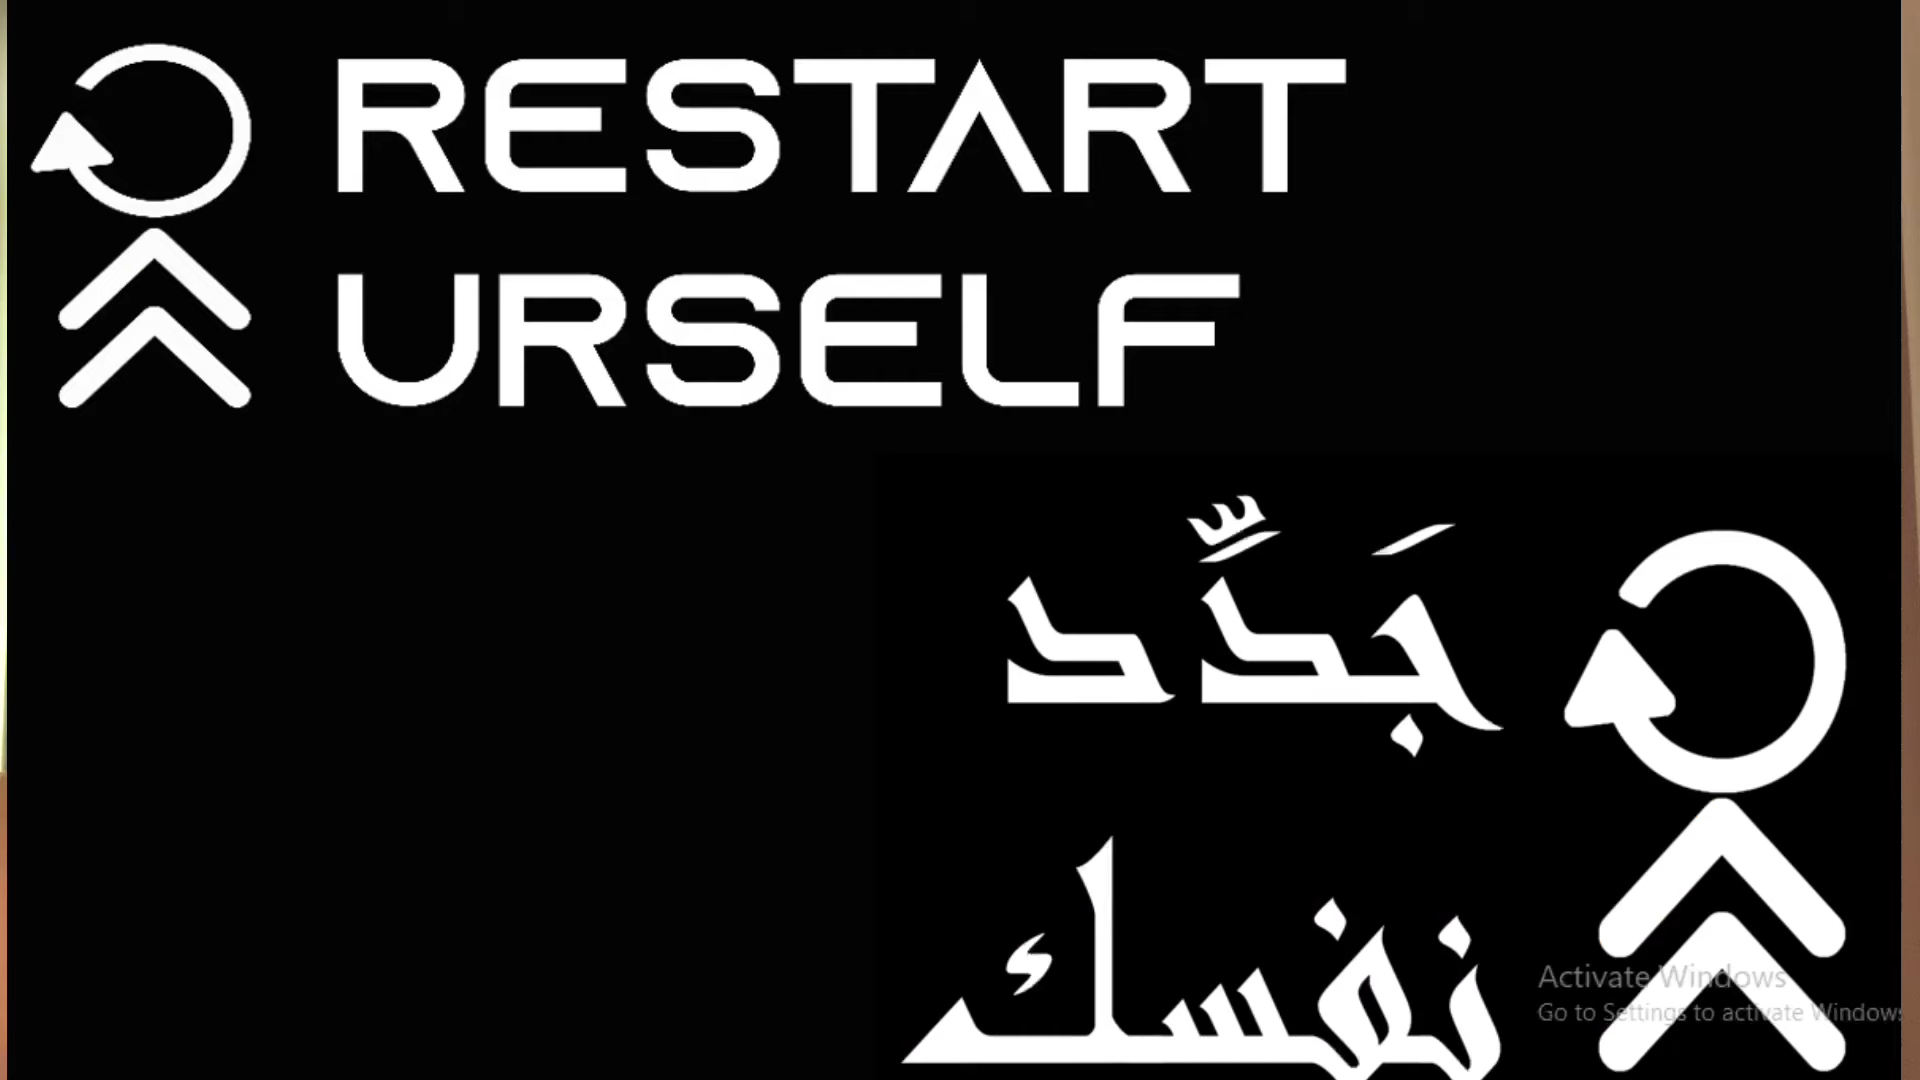 RESTART
URSELF
جَدَّد
نفسك
Activate Windows
Go to Settings to activate Windows